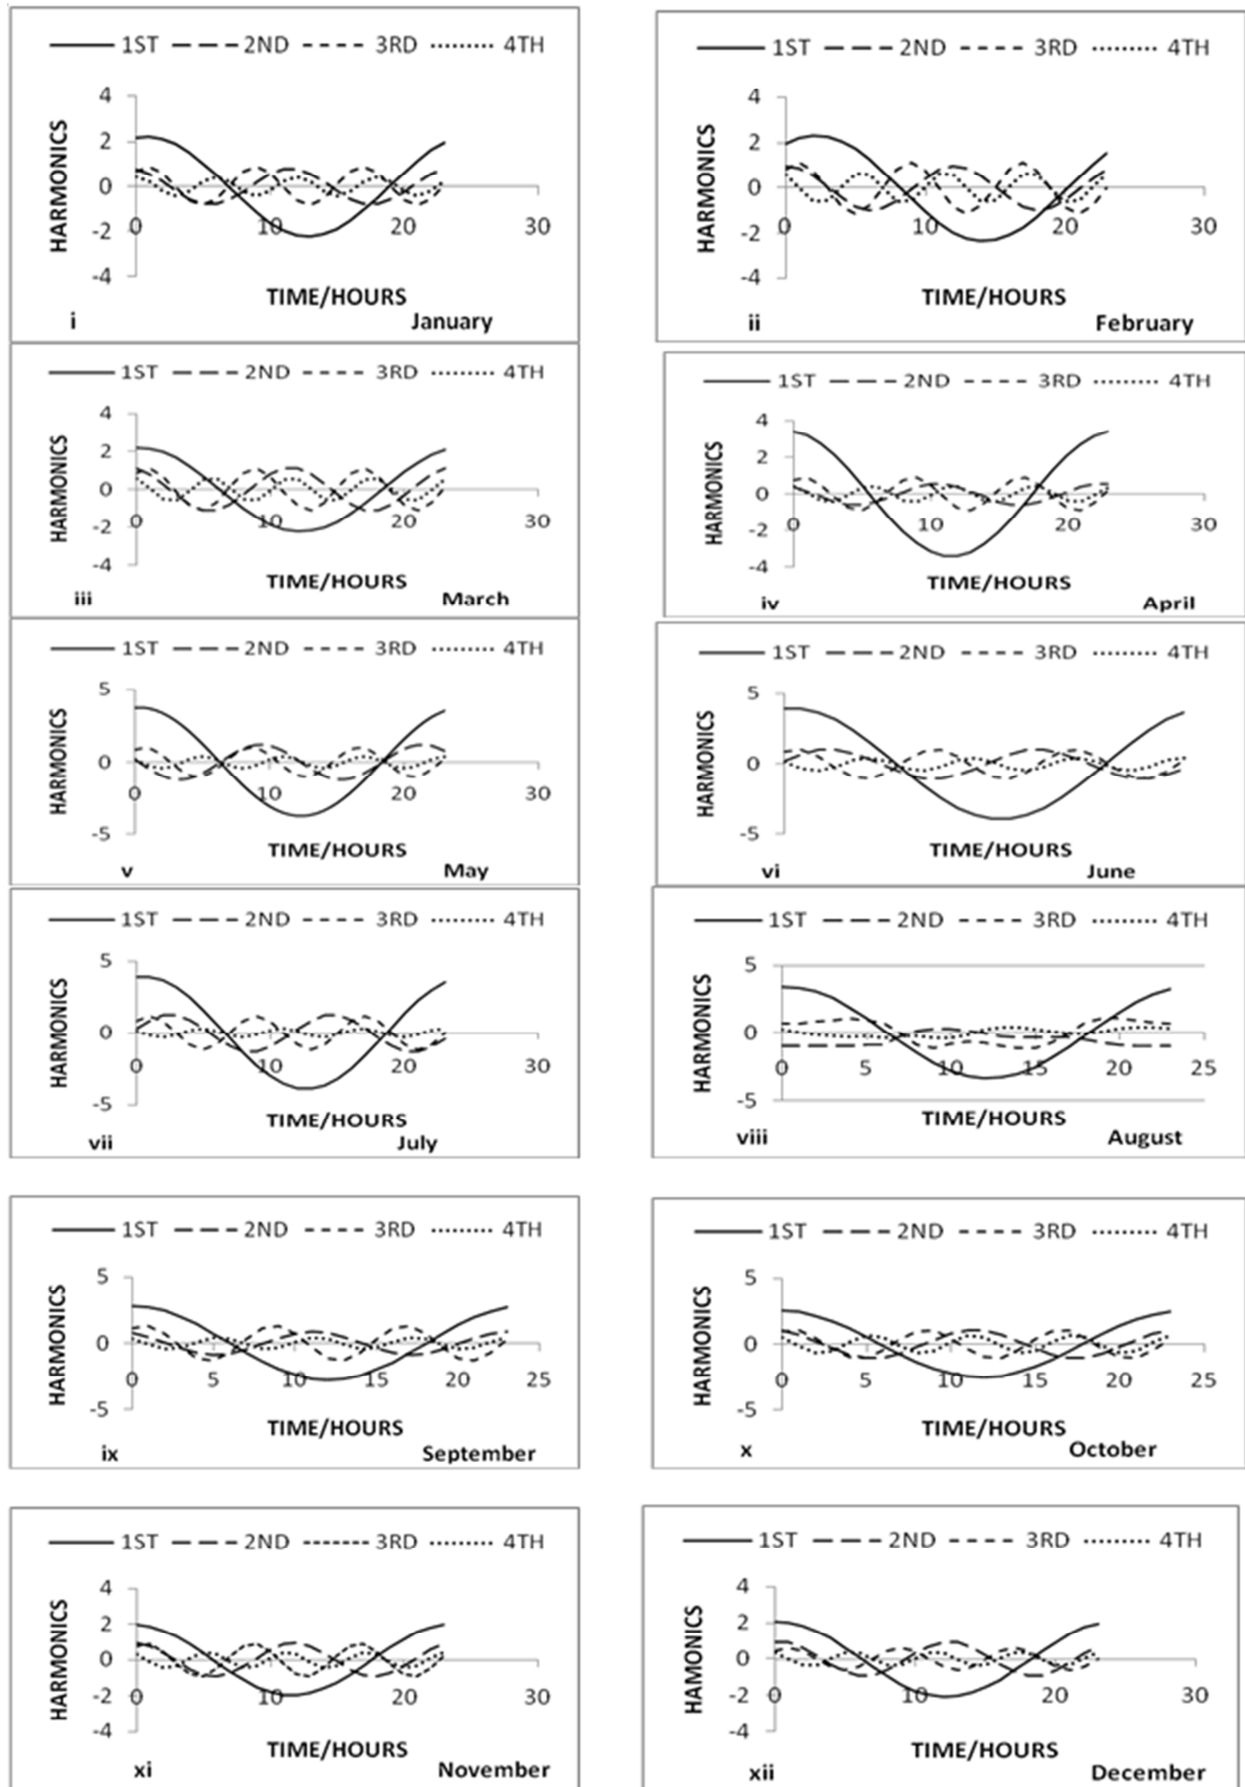 1ST 2ND 3RD 4TH
4
2
0
-2
-4
0 10 20 30
HARMONICS
TIME/HOURS
i January
1ST 2ND 3RD 4TH
4
2
0
-2
-4
0 10 20 30
HARMONICS
TIME/HOURS
ii February
1ST 2ND 3RD 4TH
4
2
0
-2
-4
0 10 20 30
HARMONICS
TIME/HOURS
iii March
1ST 2ND 3RD 4TH
4
2
0
-2
-4
0 10 20 30
HARMONICS
TIME/HOURS
iv April
1ST 2ND 3RD 4TH
5
0
-5
0 10 20 30
HARMONICS
TIME/HOURS
v May
1ST 2ND 3RD 4TH
5
0
-5
HARMONICS
TIME/HOURS
vi June
1ST 2ND 3RD 4TH
5
0
-5
0 10 20 30
HARMONICS
TIME/HOURS
vii July
1ST 2ND 3RD 4TH
5
0
-5
0 5 10 15 20 25
HARMONICS
TIME/HOURS
viii August
1ST 2ND 3RD 4TH
5
0
-5
0 5 10 15 20 25
HARMONICS
TIME/HOURS
ix September
1ST 2ND 3RD 4TH
5
0
-5
0 5 10 15 20 25
HARMONICS
TIME/HOURS
x October
1ST 2ND 3RD 4TH
4
2
0
-2
-4
0 10 20 30
HARMONICS
TIME/HOURS
xi November
1ST 2ND 3RD 4TH
4
2
0
-2
-4
0 10 20 30
HAMONICS
TIME/HOURS
xii December